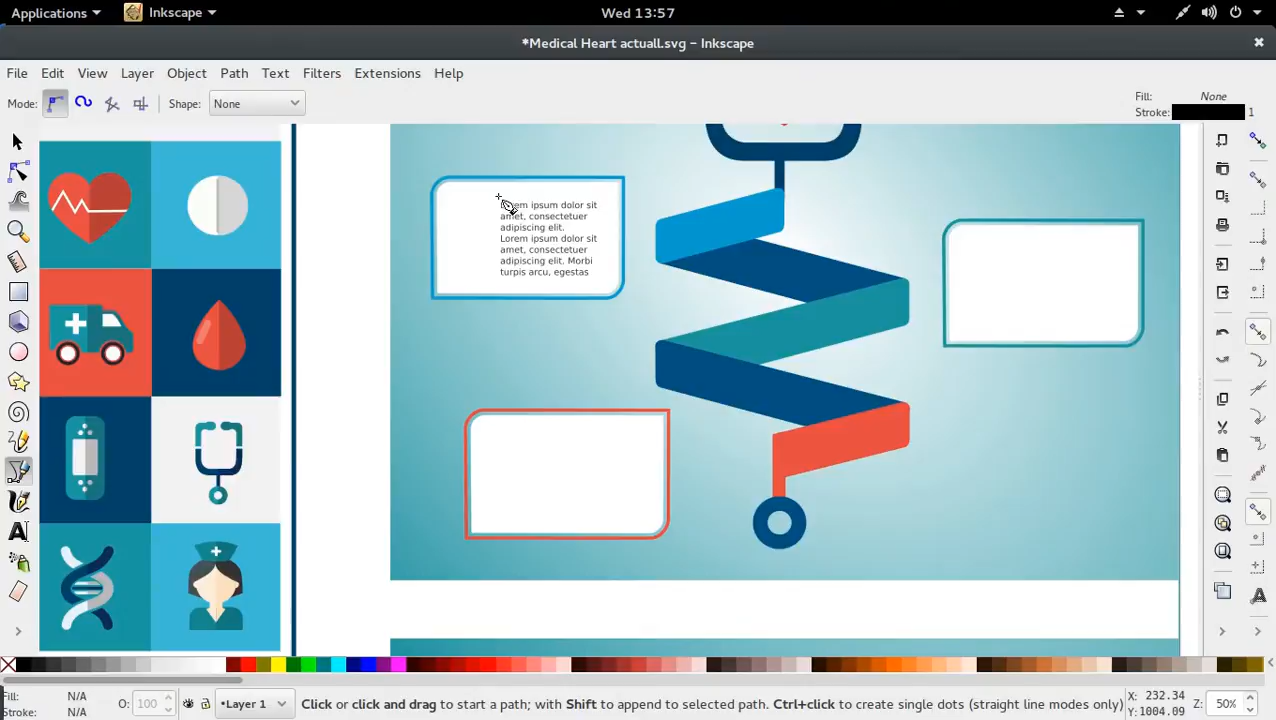 Applications Inkscape Wed 13:57
*Medical Heart actuall.svg – Inkscape
File Edit View Layer Object Path Text Filters Extensions Help
Mode: Shape: None Fill: None
Stroke: 1
Lorem ipsum dolor sit
amet, consectetuer
adipiscing elit.
Lorem ipsum dolor sit
amet, consectetuer
adipiscing elit. Morbi
turpis arcu, egestas
Fill: N/A O: 100 Layer 1 Click or click and drag to start a path; with Shift to append to selected path. Ctrl+click to create single dots (straight line modes only) X: 232.34 Z: 50%
Stroke: N/A Y: 1004.09